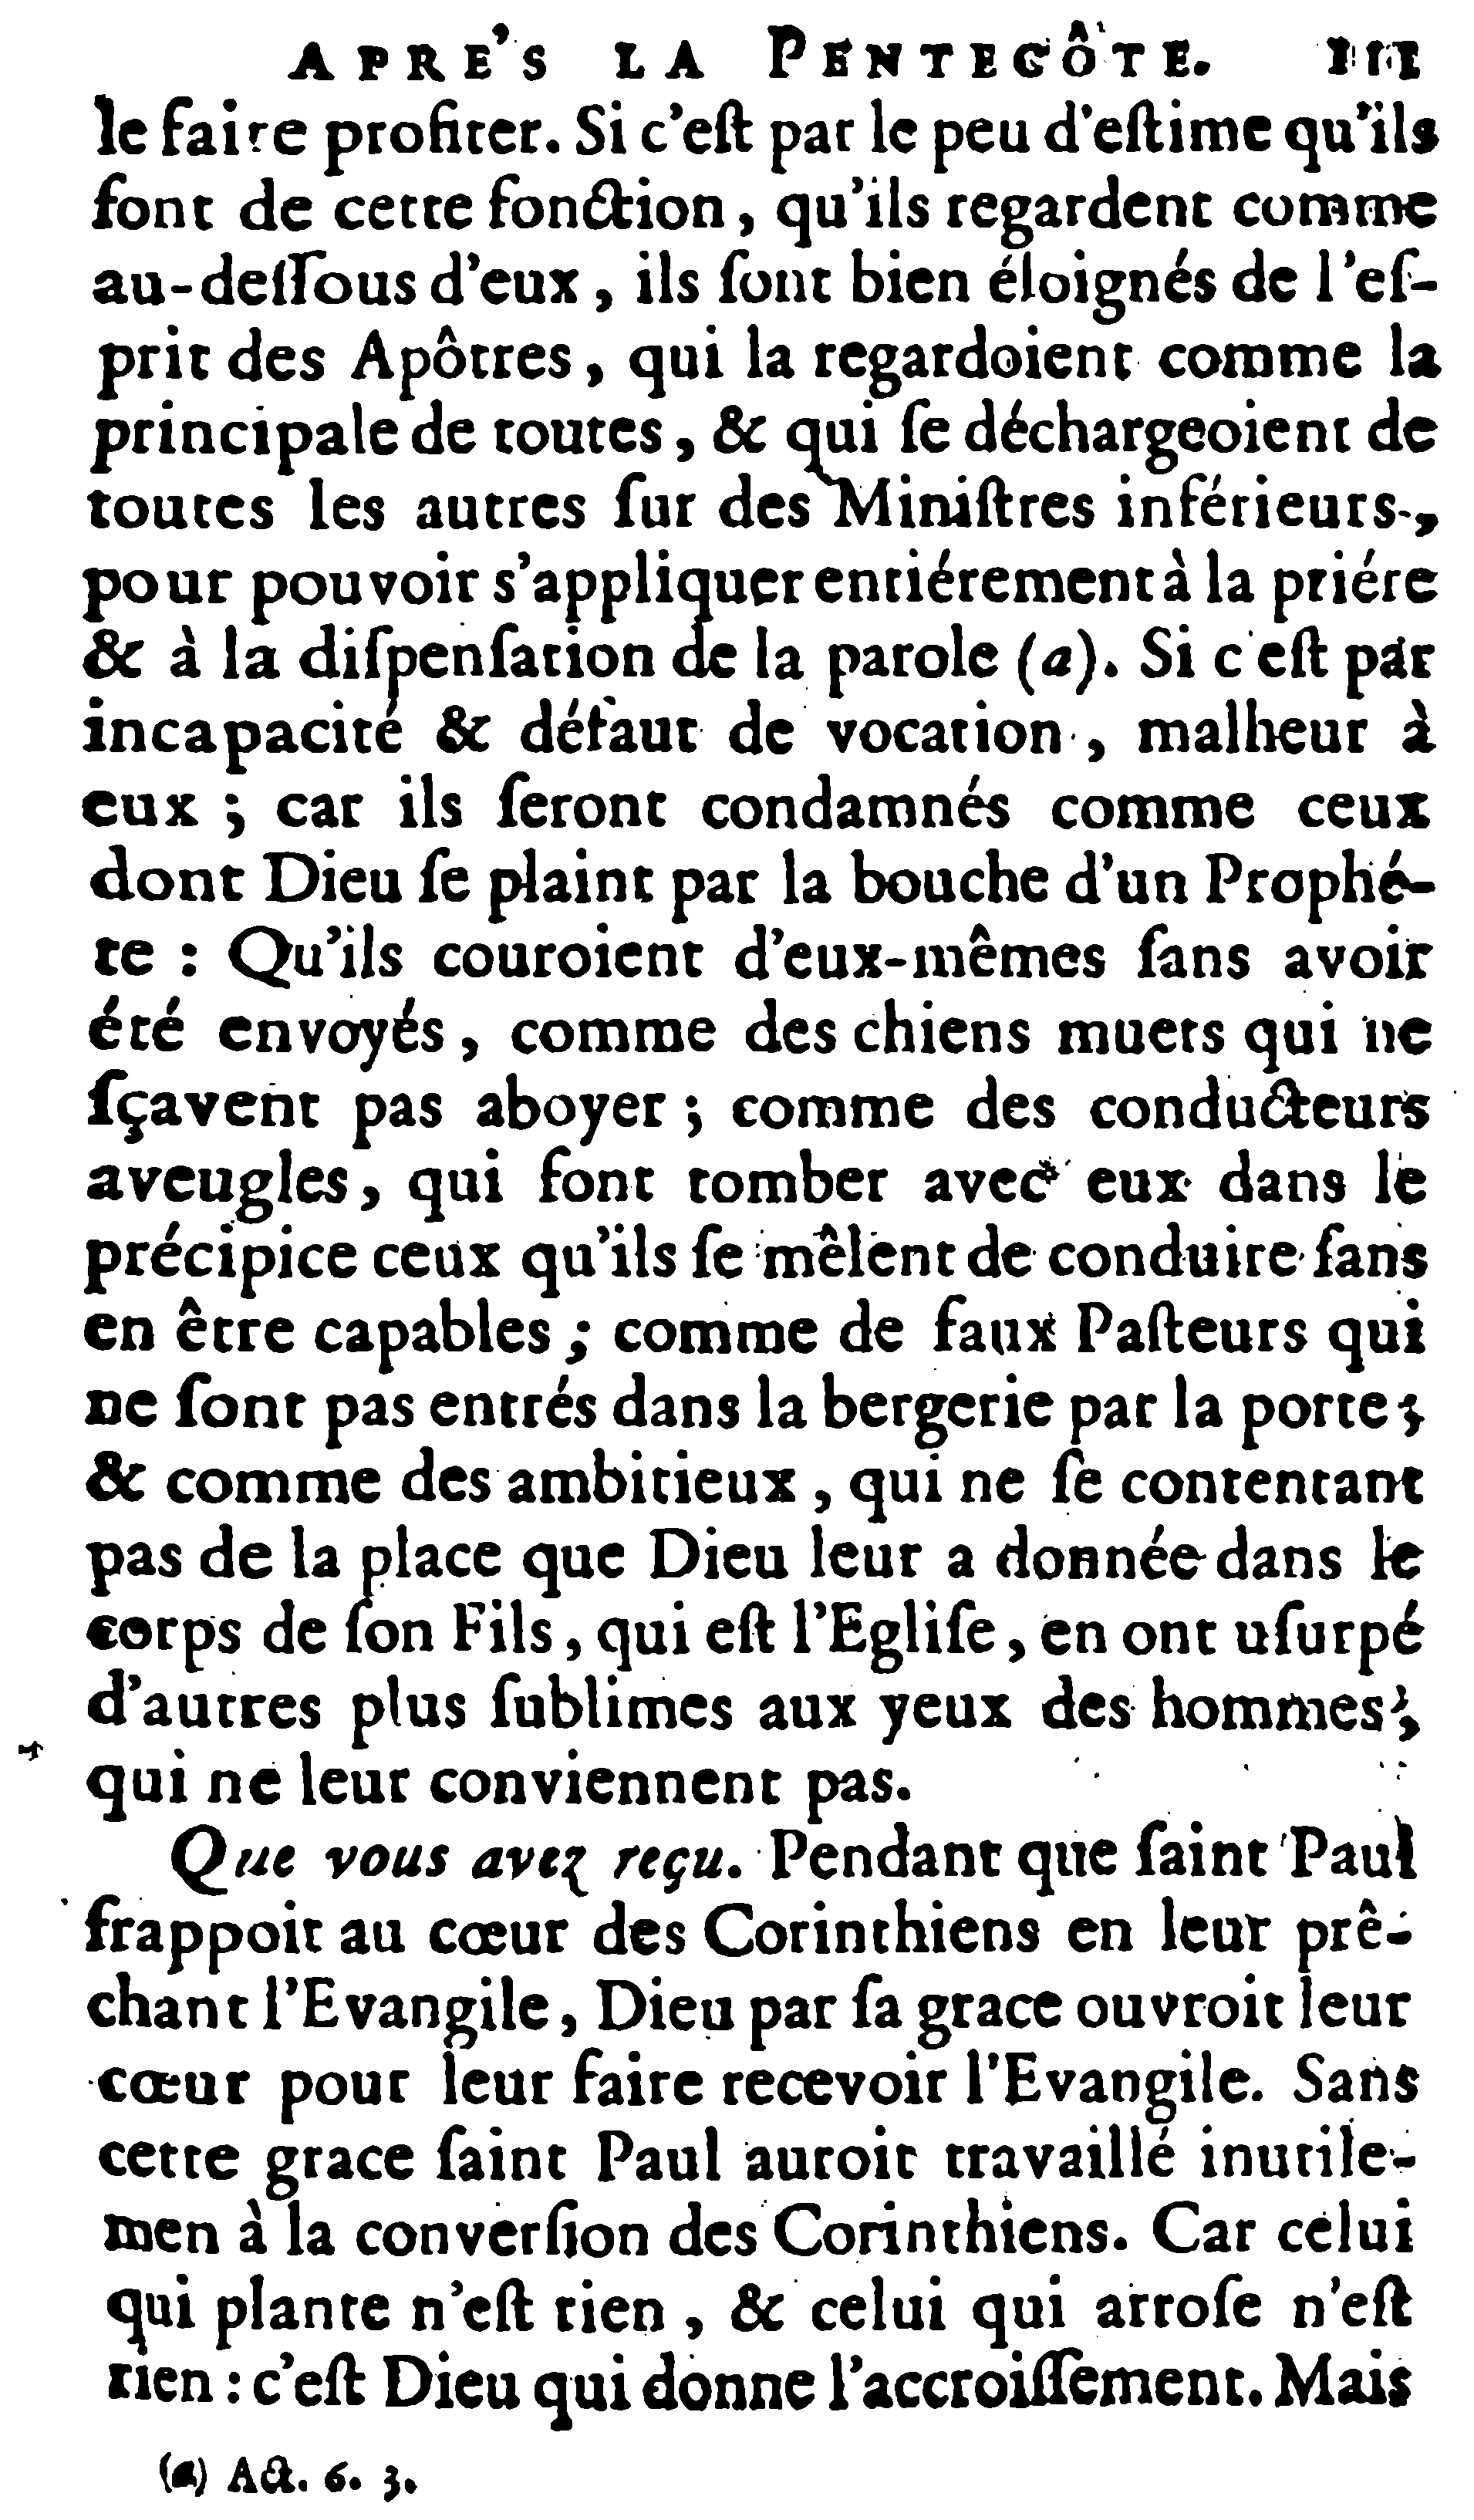 APRE'S LA PENTECÔTE. 111
le faire profiter. Si c'eſt par le peu d'eſtime qu'ils
font de cette fonction, qu'ils regardent comme
au-deſſous d'eux, ils ſont bien éloignés de l'eſ-
prit des Apôtres, qui la regardoient comme la
principale de toutes, & qui ſe déchargeoient de
toutes les autres ſur des Miniſtres inférieurs,
pour pouvoir s'appliquer entiérement à la priére
& à la diſpenſation de la parole (a). Si c'eſt par
incapacité & défaut de vocation, malheur à
eux ; car ils ſeront condamnés comme ceux
dont Dieu ſe plaint par la bouche d'un Prophé-
te : Qu'ils couroient d'eux-mêmes ſans avoir
été envoyés, comme des chiens muets qui ne
ſçavent pas aboyer ; comme des conducteurs
aveugles, qui font tomber avec eux dans le
précipice ceux qu'ils ſe mêlent de conduire ſans
en être capables ; comme de faux Paſteurs qui
ne ſont pas entrés dans la bergerie par la porte ;
& comme des ambitieux, qui ne ſe contentant
pas de la place que Dieu leur a donnée dans le
corps de ſon Fils, qui eſt l'Egliſe, en ont uſurpé
d'autres plus ſublimes aux yeux des hommes,
qui ne leur conviennent pas.
Que vous avez reçu. Pendant que ſaint Paul
frappoit au cœur des Corinthiens en leur prê-
chant l'Evangile, Dieu par ſa grace ouvroit leur
cœur pour leur faire recevoir l'Evangile. Sans
cette grace ſaint Paul auroit travaillé inutile-
men à la converſion des Corinthiens. Car celui
qui plante n'eſt rien, & celui qui arroſe n'eſt
rien : c'eſt Dieu qui donne l'accroiſſement. Mais
(a) Act. 6. 3.